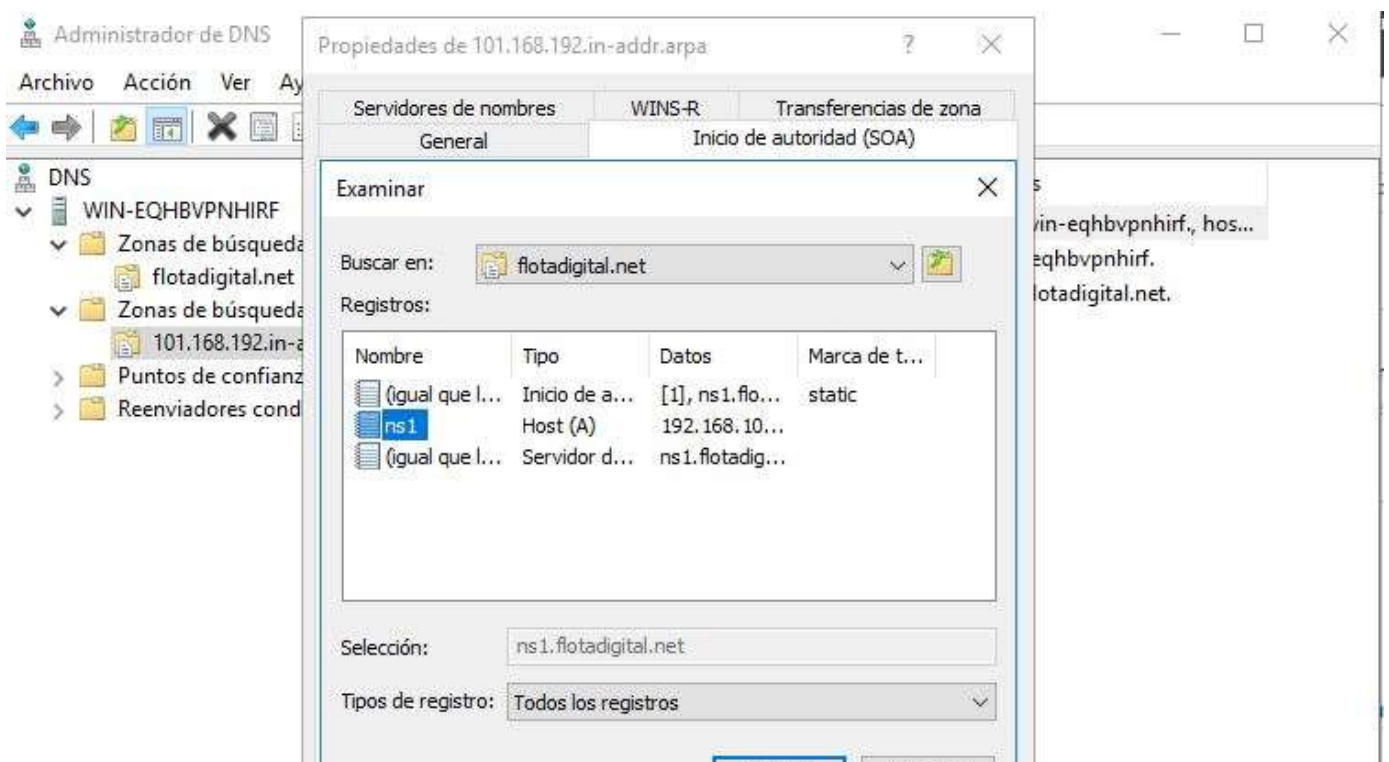 Administrador de DNS
Archivo Acción Ver Ay
DNS
WIN-EQHBVPNHIRF
Zonas de búsqueda
flotadigital.net
Zonas de búsqueda
101.168.192.in-a
Puntos de confianz
Reenviadores cond
Propiedades de 101.168.192.in-addr.arpa ?
Servidores de nombres WINS-R Transferencias de zona
General Inicio de autoridad (SOA)
Examinar
Buscar en: flotadigital.net
Registros:
Nombre Tipo Datos Marca de t...
(igual que l... Inicio de a... [1], ns1.flo... static
ns1 Host (A) 192.168.10...
(igual que l... Servidor d... ns1.flotadig...
Selección: ns1.flotadigital.net
Tipos de registro: Todos los registros
in-eqhbvpnhirf., hos...
eqhbvpnhirf.
lotadigital.net.